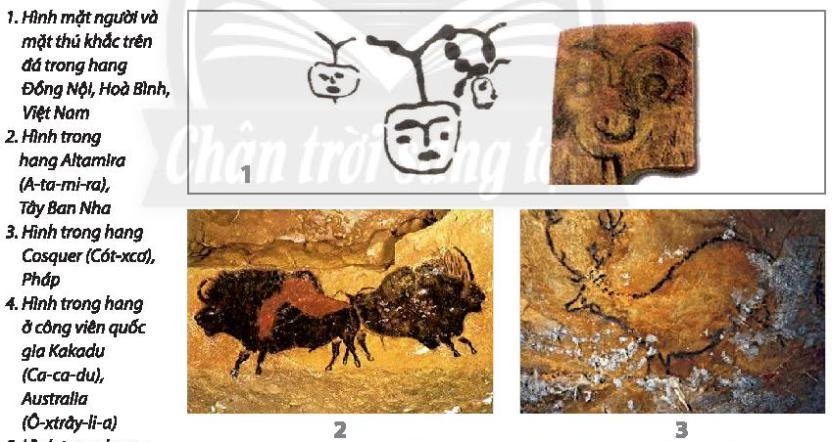 1. Hình mặt người và
mặt thú khắc trên
đá trong hang
Đồng Nội, Hoà Bình,
Việt Nam
2. Hình trong
hang Altamira
(A-ta-mi-ra),
Tây Ban Nha
3. Hình trong hang
Cosquer (Cót-xcơ),
Pháp
4. Hình trong hang
ở công viên quốc
gia Kakadu
(Ca-ca-du),
Australia
(Ô-xtrây-li-a)
Chân trời sáng tạo
1
2
3